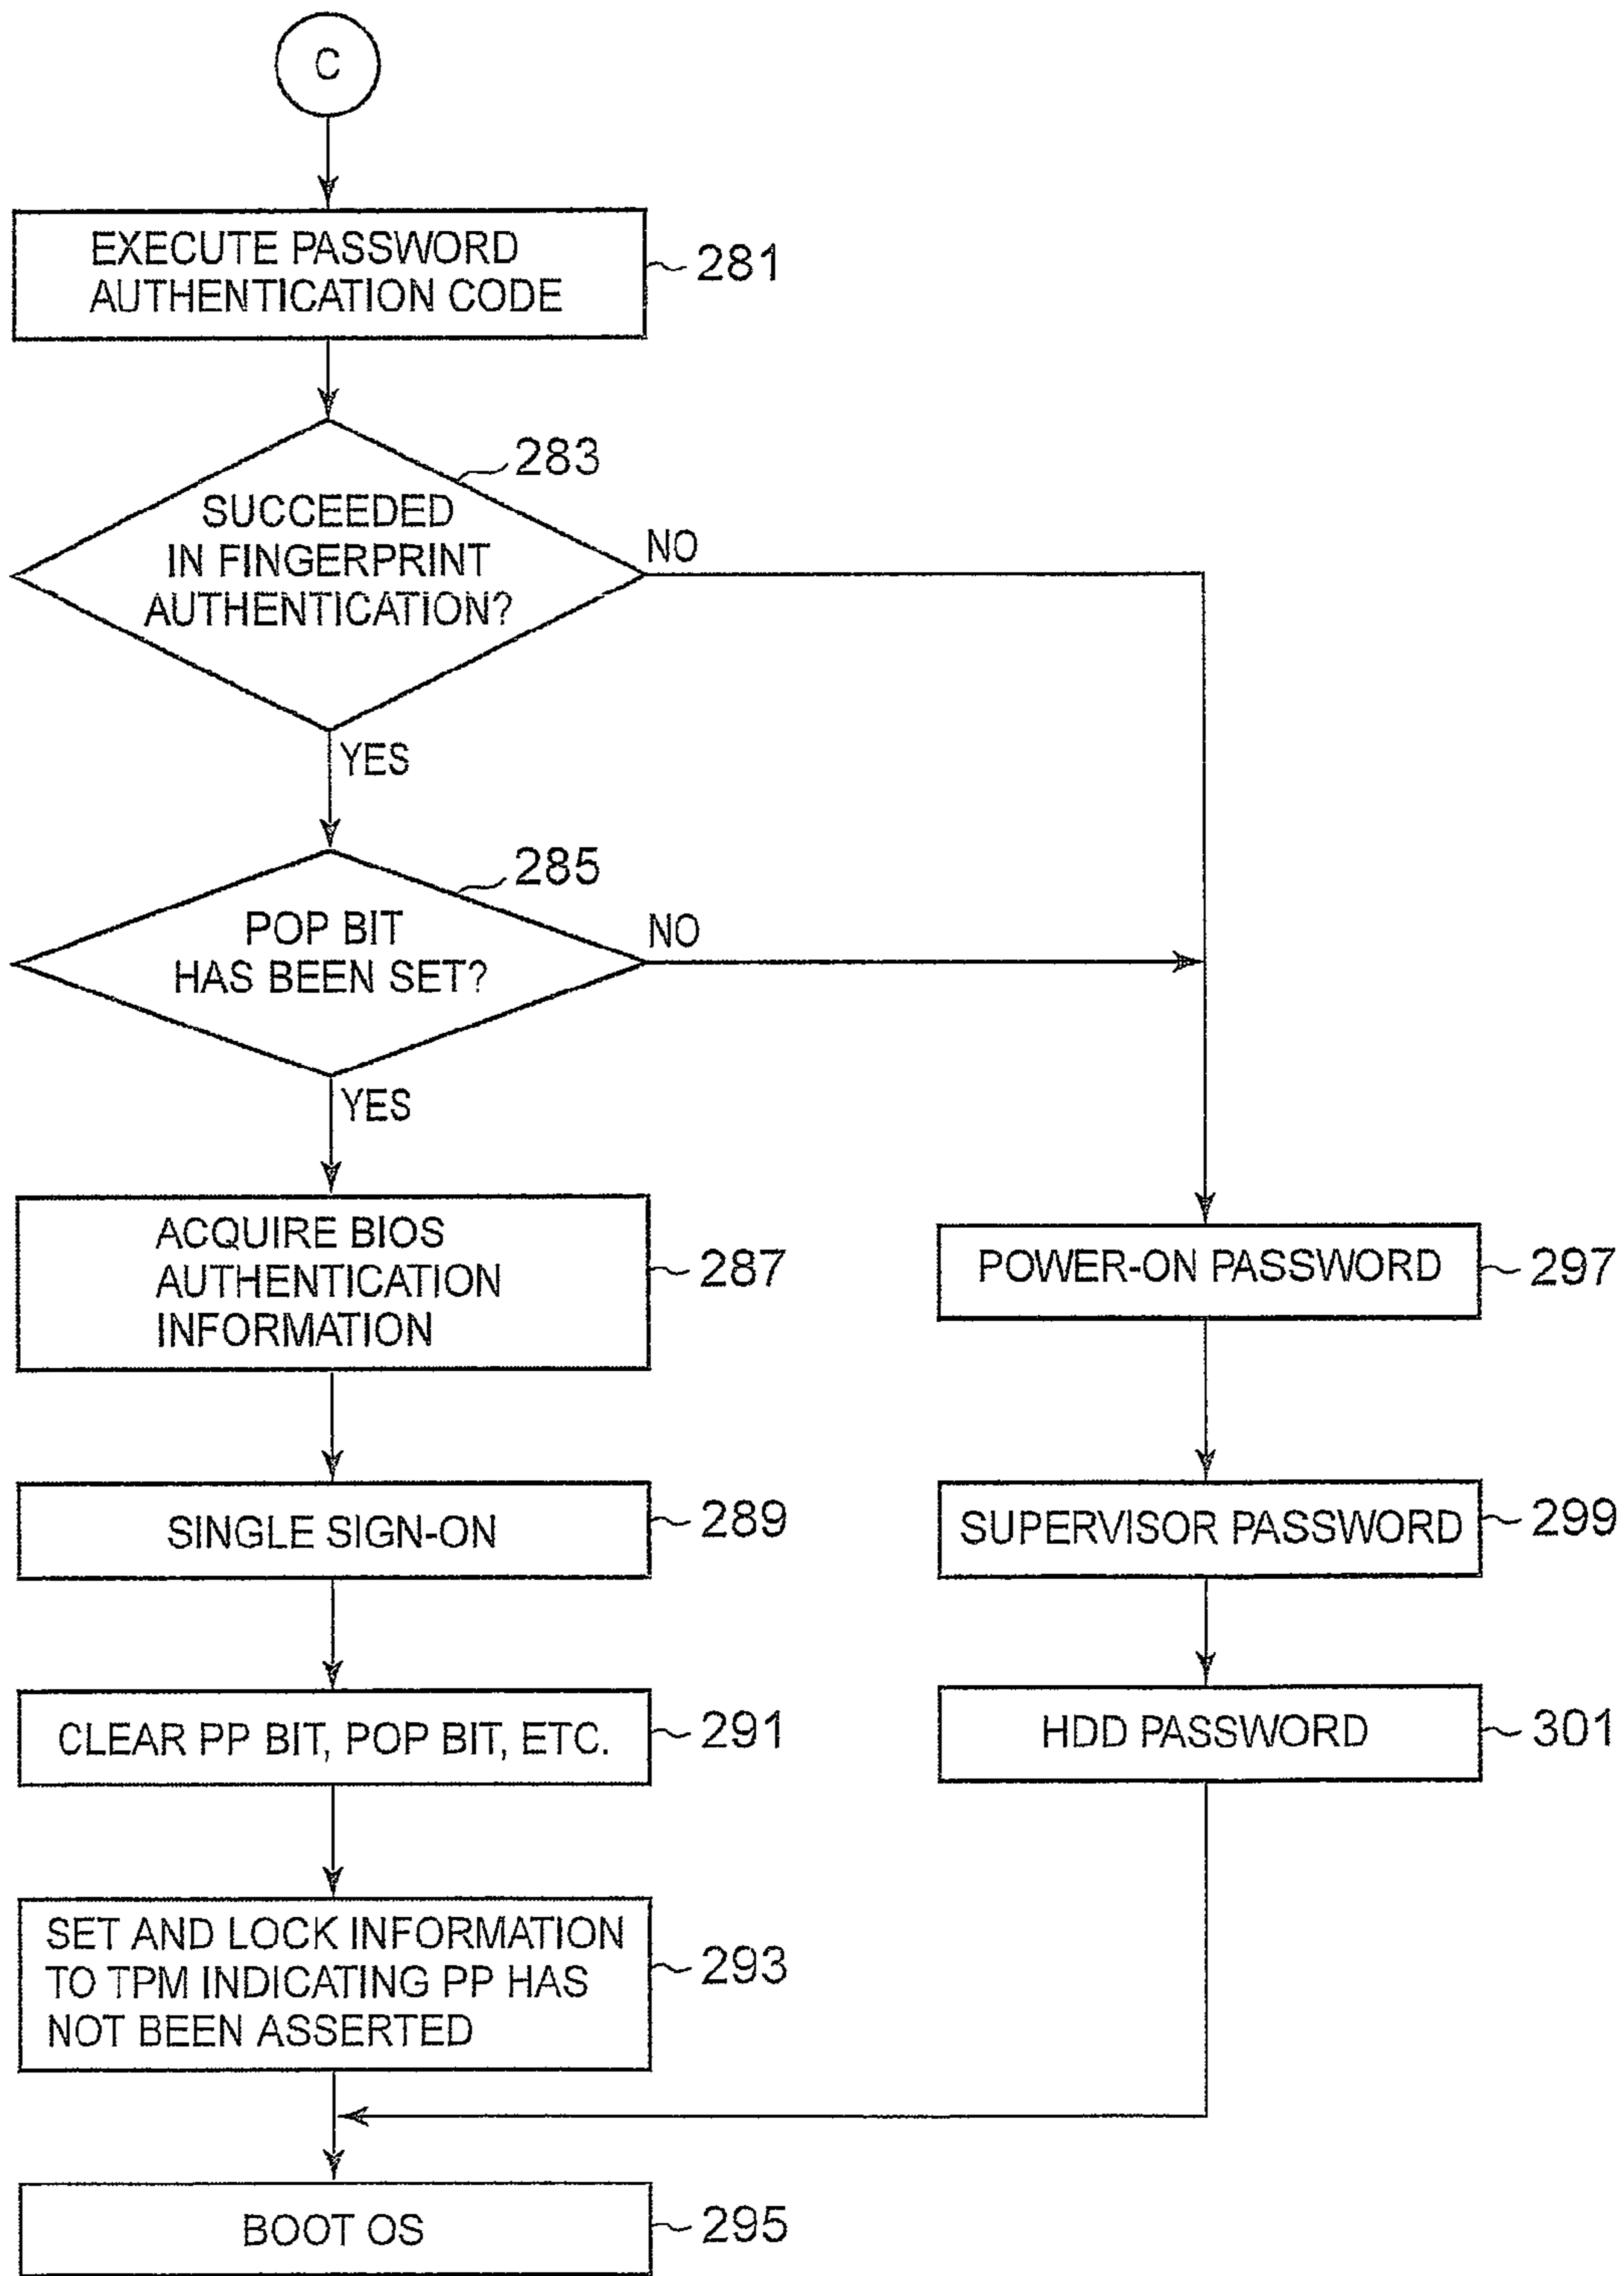 C
EXECUTE PASSWORD
AUTHENTICATION CODE
281
283
SUCCEEDED
IN FINGERPRINT
AUTHENTICATION?
NO
YES
285
POP BIT
HAS BEEN SET?
NO
YES
ACQUIRE BIOS
AUTHENTICATION
INFORMATION
287
SINGLE SIGN-ON
289
CLEAR PP BIT, POP BIT, ETC.
291
SET AND LOCK INFORMATION
TO TPM INDICATING PP HAS
NOT BEEN ASSERTED
293
POWER-ON PASSWORD
297
SUPERVISOR PASSWORD
299
HDD PASSWORD
301
BOOT OS
295